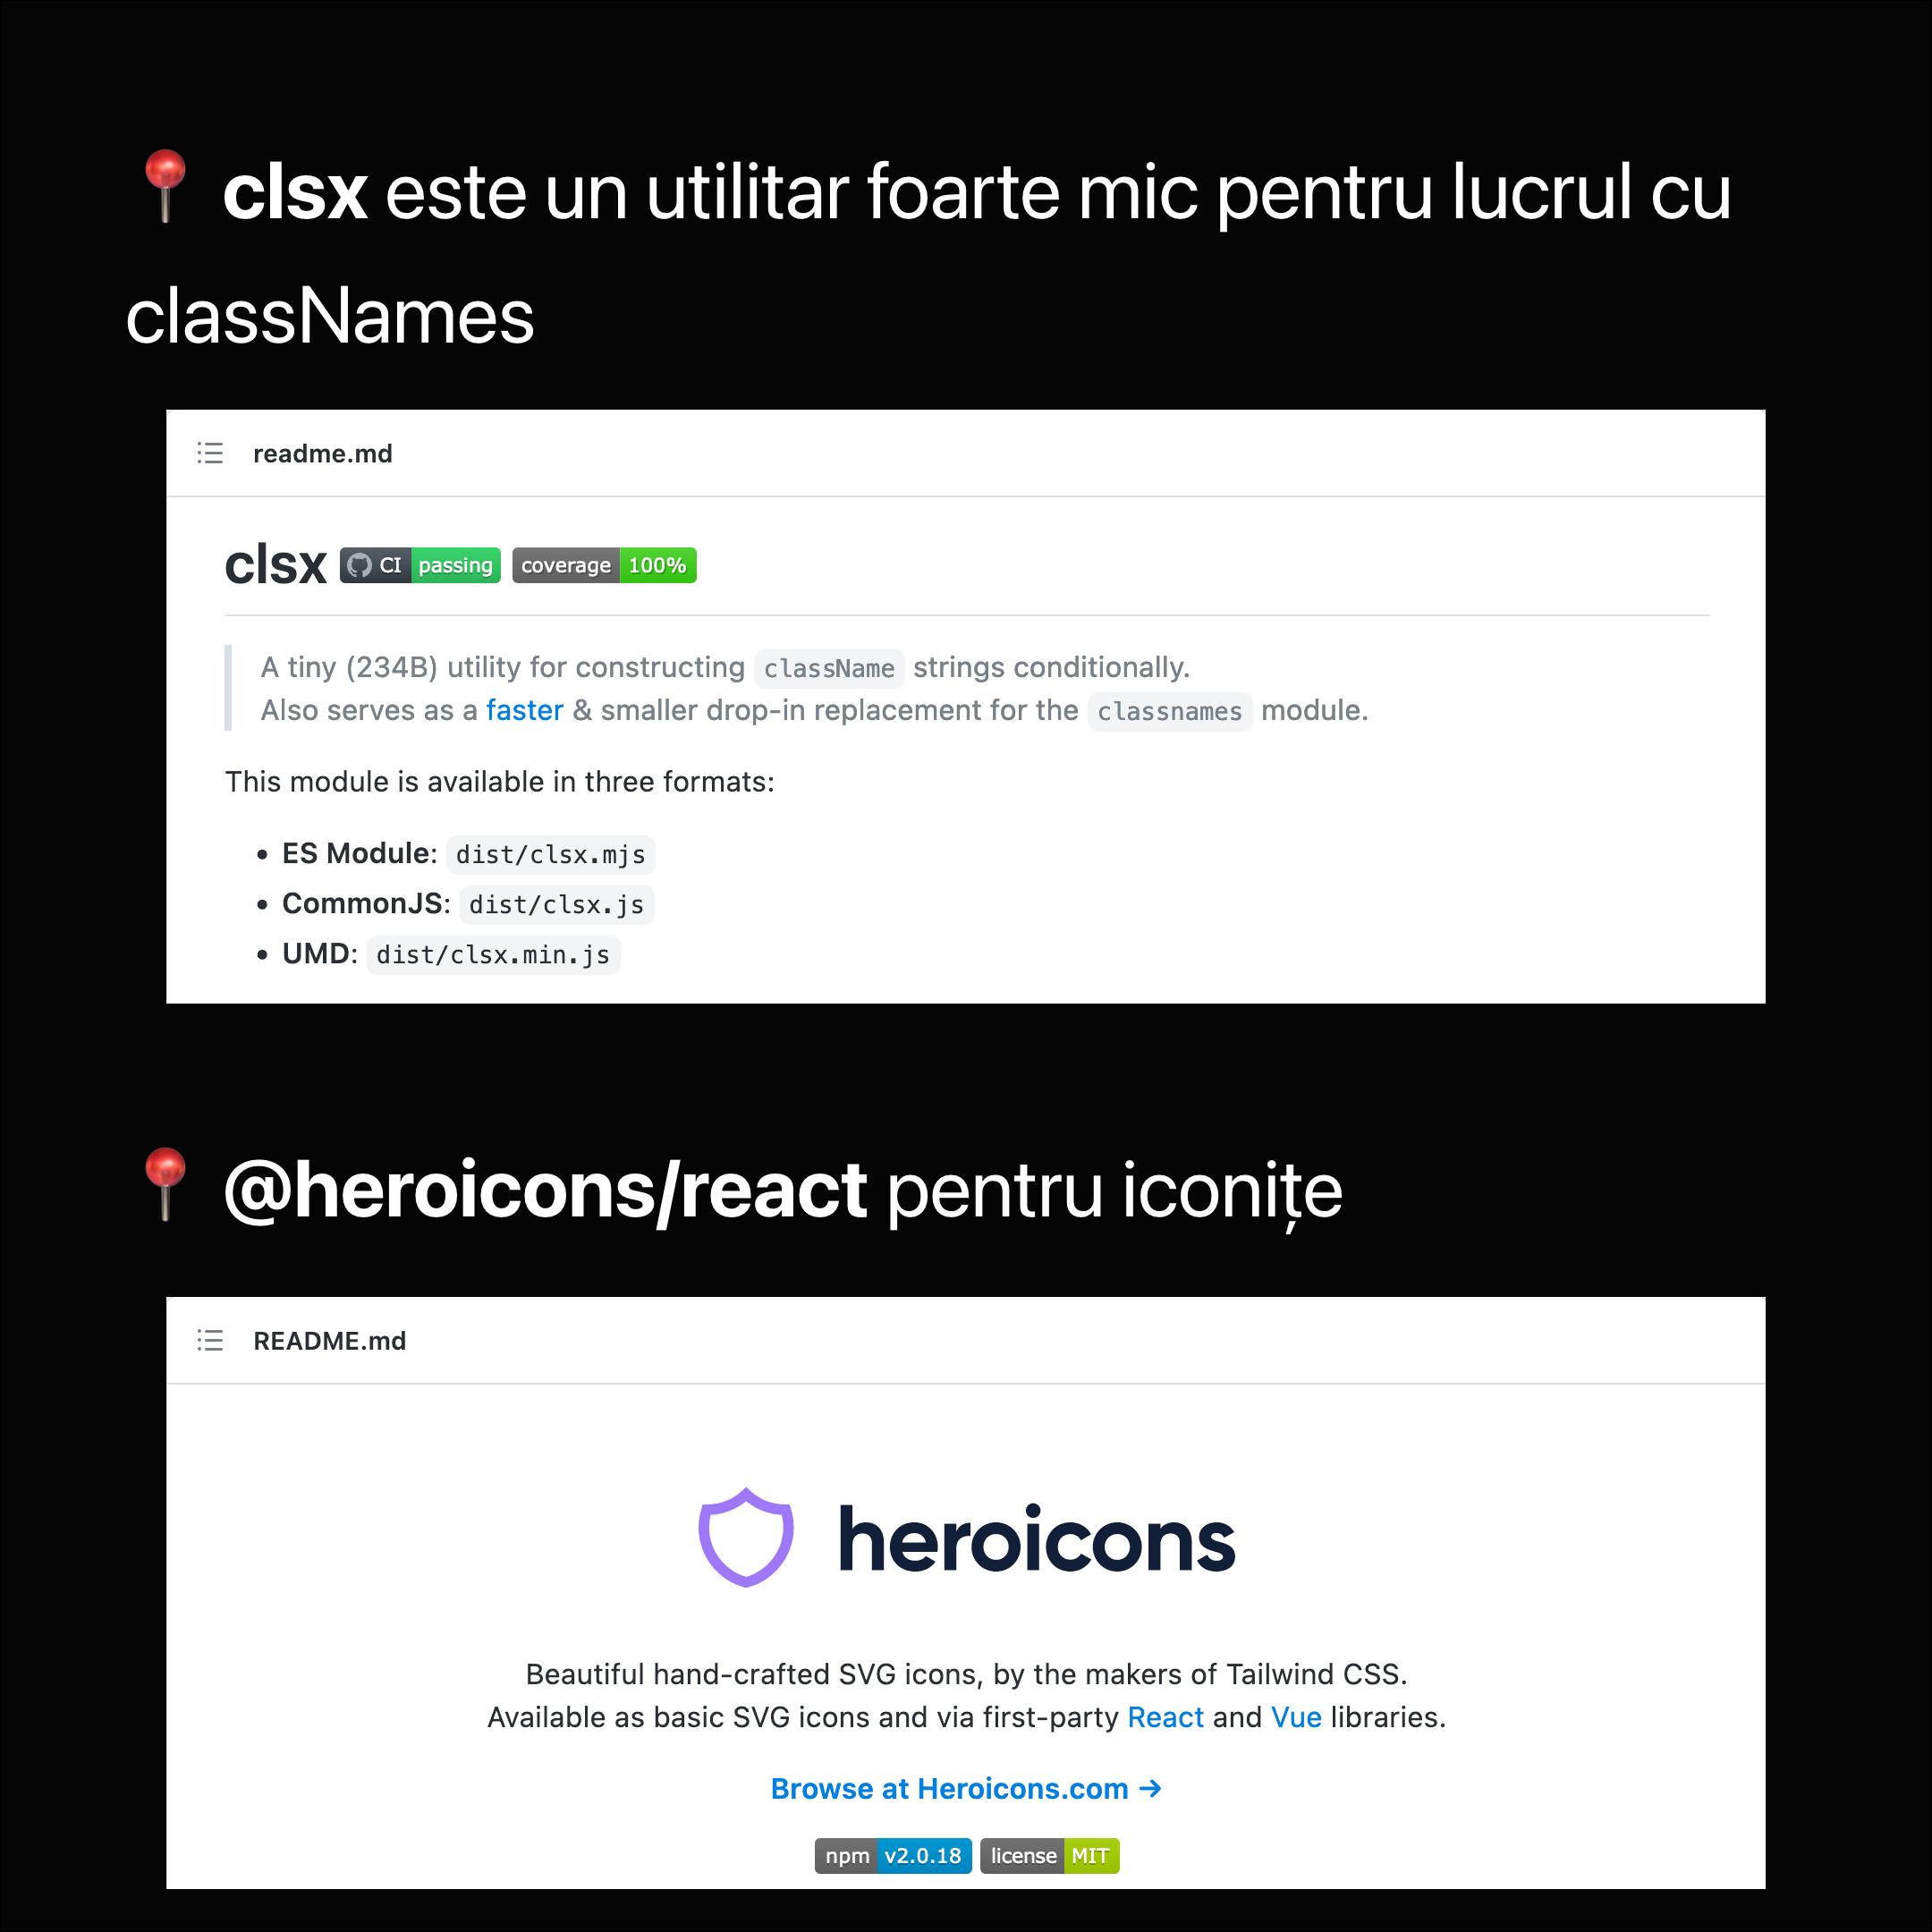 📍 clsx este un utilitar foarte mic pentru lucrul cu
classNames
readme.md
clsx CI passing coverage 100%
A tiny (234B) utility for constructing className strings conditionally.
Also serves as a faster & smaller drop-in replacement for the classnames module.
This module is available in three formats:
• ES Module: dist/clsx.mjs
• CommonJS: dist/clsx.js
• UMD: dist/clsx.min.js
📍 @heroicons/react pentru iconițe
README.md
heroicons
Beautiful hand-crafted SVG icons, by the makers of Tailwind CSS.
Available as basic SVG icons and via first-party React and Vue libraries.
Browse at Heroicons.com →
npm v2.0.18 license MIT